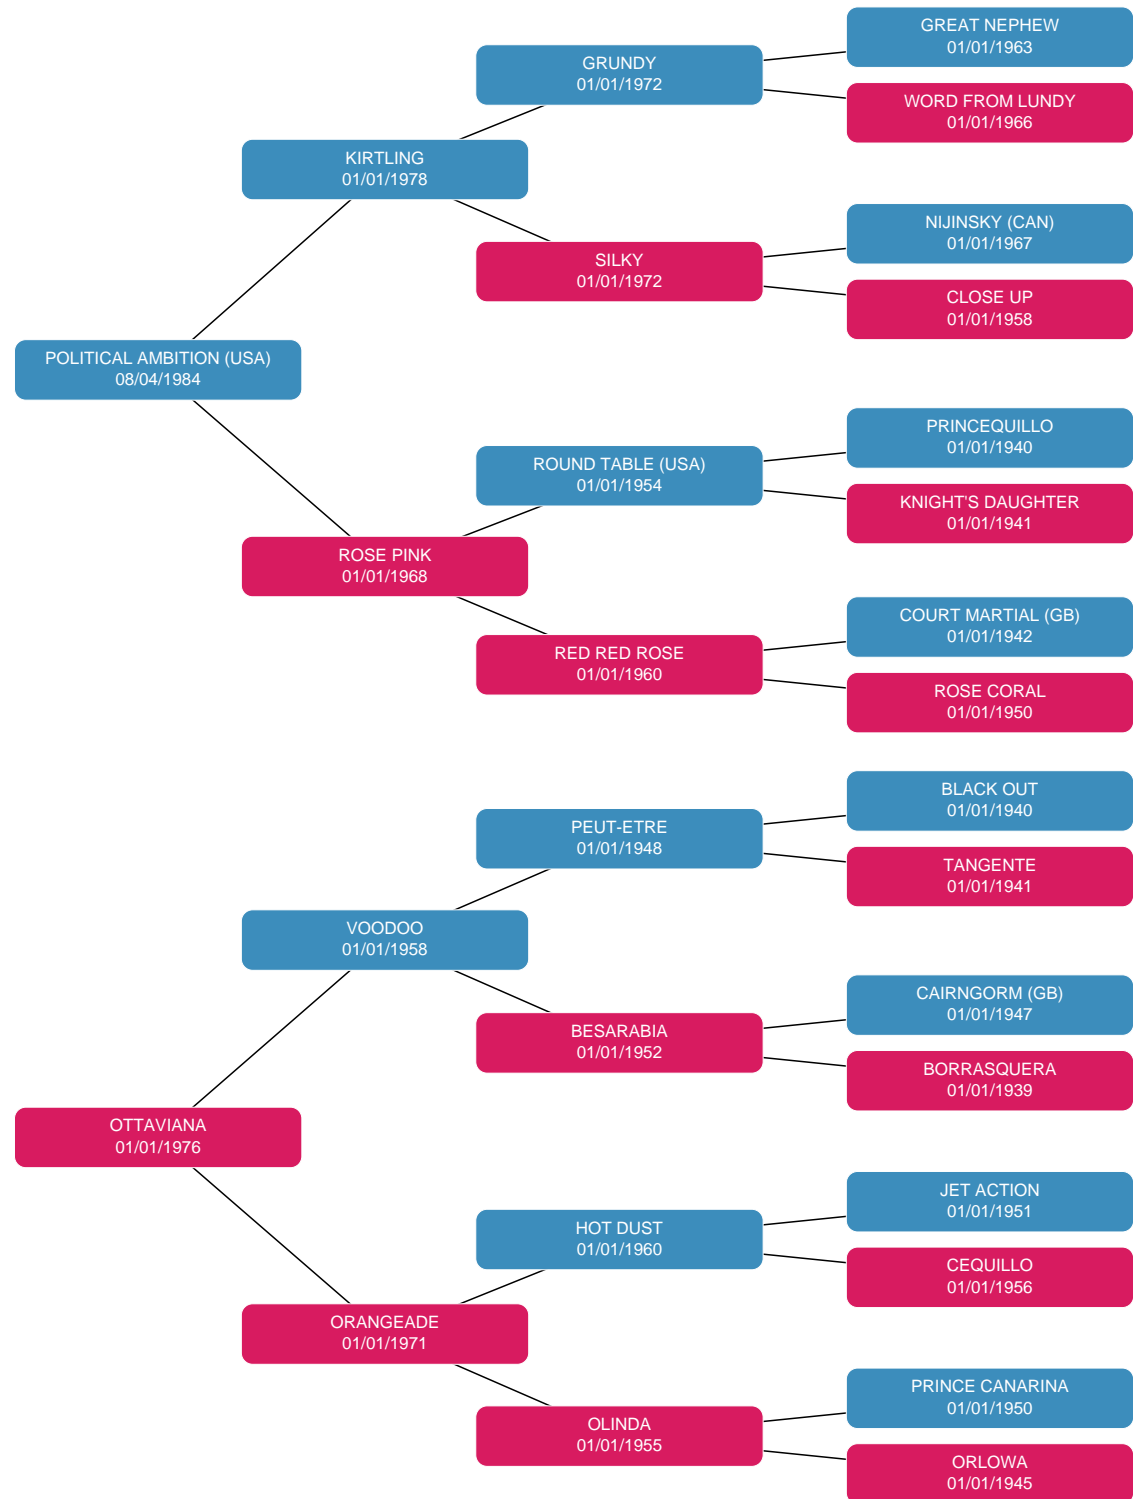 GREAT NEPHEW
01/01/1963
GRUNDY
01/01/1972
WORD FROM LUNDY
01/01/1966
KIRTLING
01/01/1978
NIJINSKY (CAN)
01/01/1967
SILKY
01/01/1972
CLOSE UP
01/01/1958
POLITICAL AMBITION (USA)
08/04/1984
PRINCEQUILLO
01/01/1940
ROUND TABLE (USA)
01/01/1954
KNIGHT'S DAUGHTER
01/01/1941
ROSE PINK
01/01/1968
COURT MARTIAL (GB)
01/01/1942
RED RED ROSE
01/01/1960
ROSE CORAL
01/01/1950
BLACK OUT
01/01/1940
PEUT-ETRE
01/01/1948
TANGENTE
01/01/1941
VOODOO
01/01/1958
CAIRNGORM (GB)
01/01/1947
BESARABIA
01/01/1952
BORRASQUERA
01/01/1939
OTTAVIANA
01/01/1976
JET ACTION
01/01/1951
HOT DUST
01/01/1960
CEQUILLO
01/01/1956
ORANGEADE
01/01/1971
PRINCE CANARINA
01/01/1950
OLINDA
01/01/1955
ORLOWA
01/01/1945